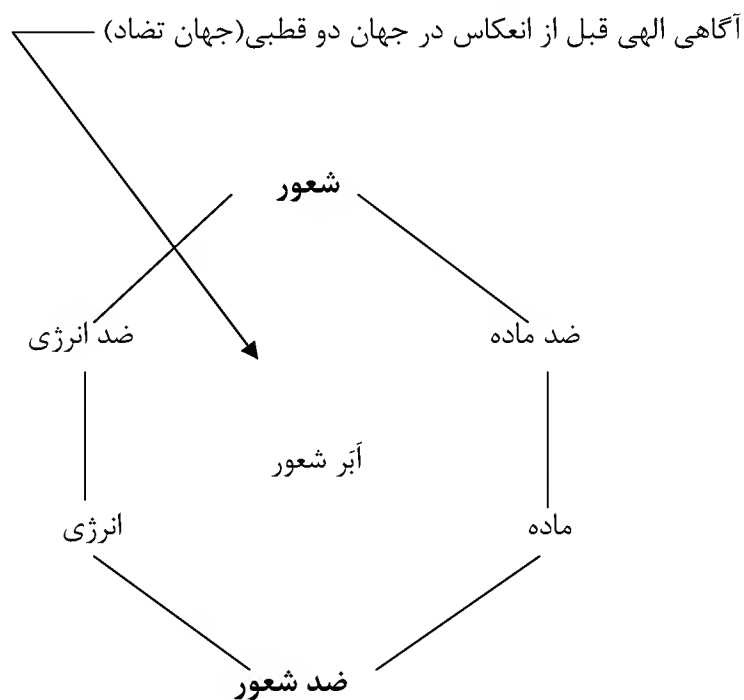 آگاهی الهی قبل از انعکاس در جهان دو قطبی(جهان تضاد)
شعور
ضد ماده
ضد انرژی
اَبَر شعور
ماده
انرژی
ضد شعور